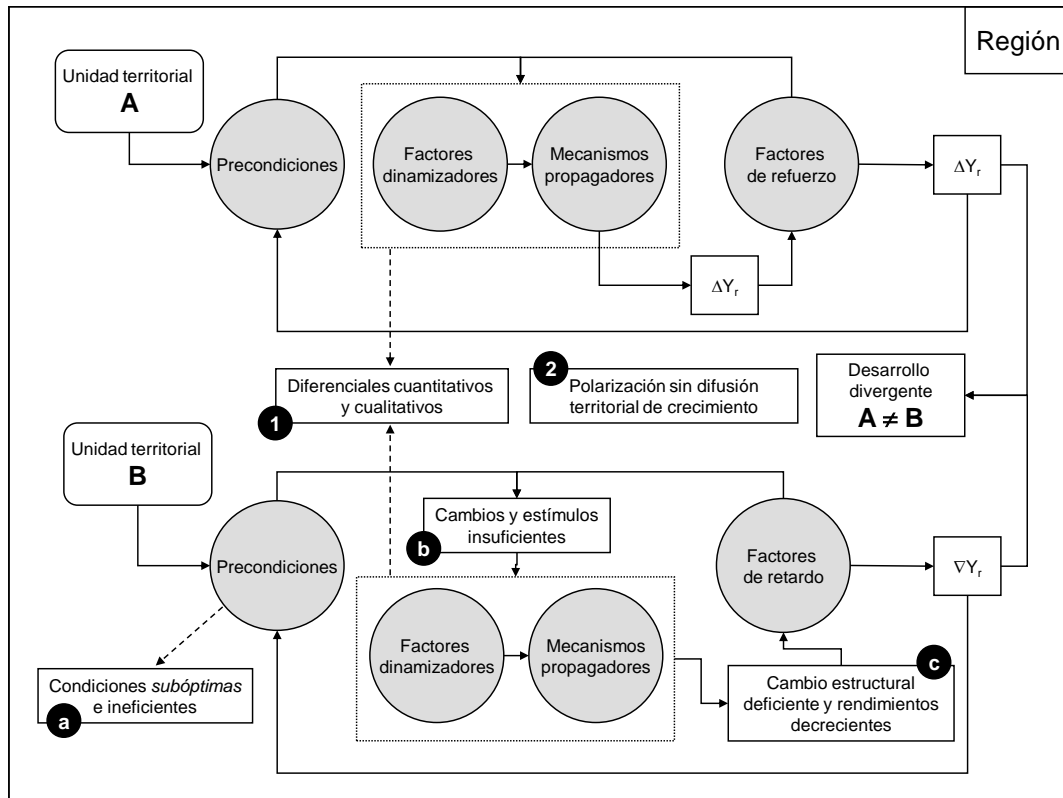 Región
Unidad territorial
A
Precondiciones
Factores
dinamizadores
Mecanismos
propagadores
Factores
de refuerzo
ΔYr
ΔYr
Diferenciales cuantitativos
y cualitativos
1
2
Polarización sin difusión
territorial de crecimiento
Desarrollo
divergente
A ≠ B
Unidad territorial
B
Precondiciones
Cambios y estímulos
insuficientes
b
Factores
de retardo
∇Yr
Factores
dinamizadores
Mecanismos
propagadores
Condiciones subóptimas
e ineficientes
a
c
Cambio estructural
deficiente y rendimientos
decrecientes